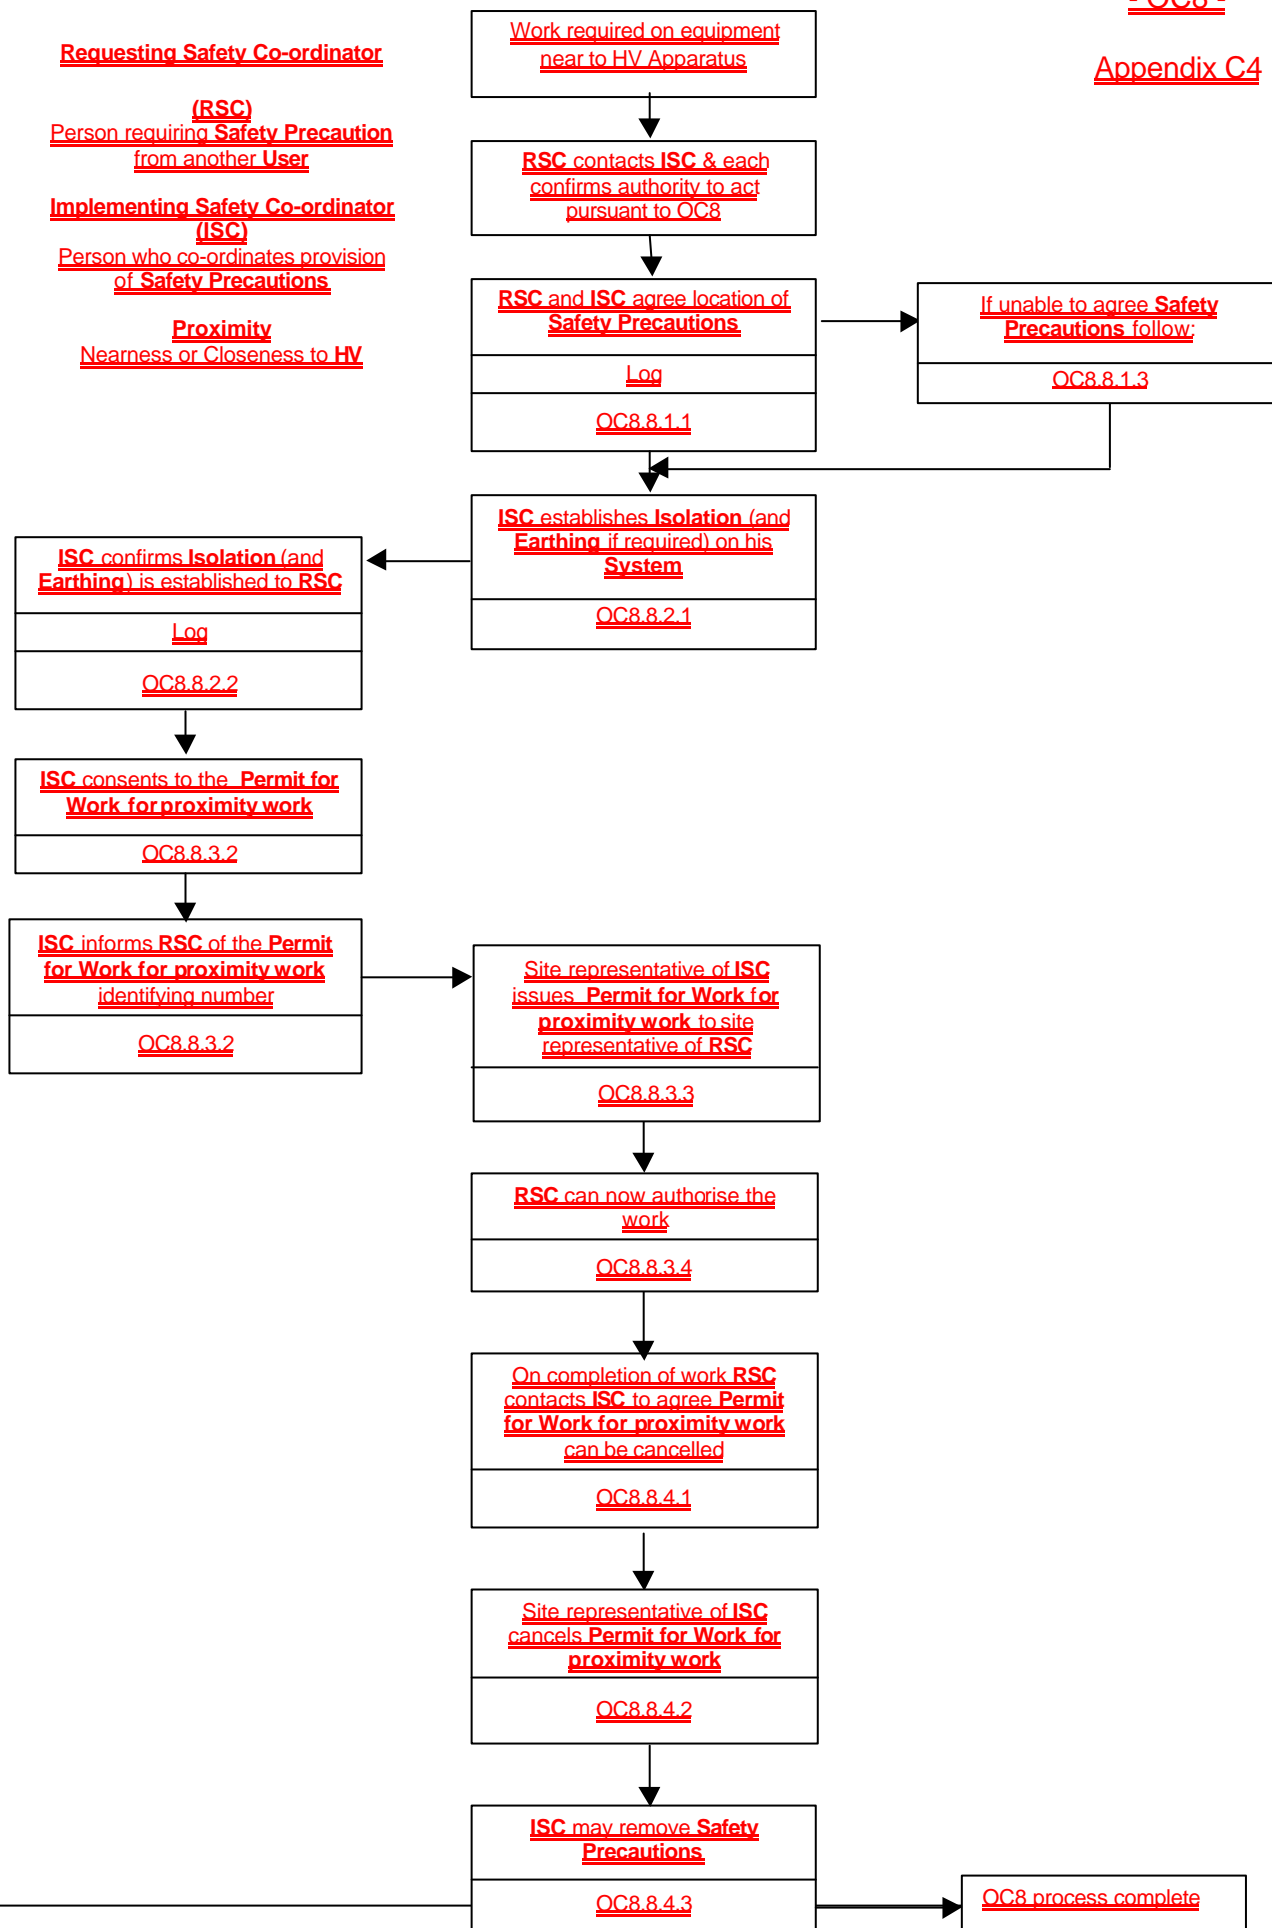 - OC8 -
Appendix C4
Requesting Safety Co-ordinator
(RSC)
Person requiring Safety Precaution
from another User
Implementing Safety Co-ordinator
(ISC)
Person who co-ordinates provision
of Safety Precautions
Proximity
Nearness or Closeness to HV
Work required on equipment
near to HV Apparatus
RSC contacts ISC & each
confirms authority to act
pursuant to OC8
RSC and ISC agree location of
Safety Precautions
Log
OC8.8.1.1
If unable to agree Safety
Precautions follow:
OC8.8.1.3
ISC establishes Isolation (and
Earthing if required) on his
System
OC8.8.2.1
ISC confirms Isolation (and
Earthing) is established to RSC
Log
OC8.8.2.2
ISC consents to the Permit for
Work for proximity work
OC8.8.3.2
ISC informs RSC of the Permit
for Work for proximity work
identifying number
OC8.8.3.2
Site representative of ISC
issues Permit for Work for
proximity work to site
representative of RSC
OC8.8.3.3
RSC can now authorise the
work
OC8.8.3.4
On completion of work RSC
contacts ISC to agree Permit
for Work for proximity work
can be cancelled
OC8.8.4.1
Site representative of ISC
cancels Permit for Work for
proximity work
OC8.8.4.2
ISC may remove Safety
Precautions
OC8.8.4.3
OC8 process complete